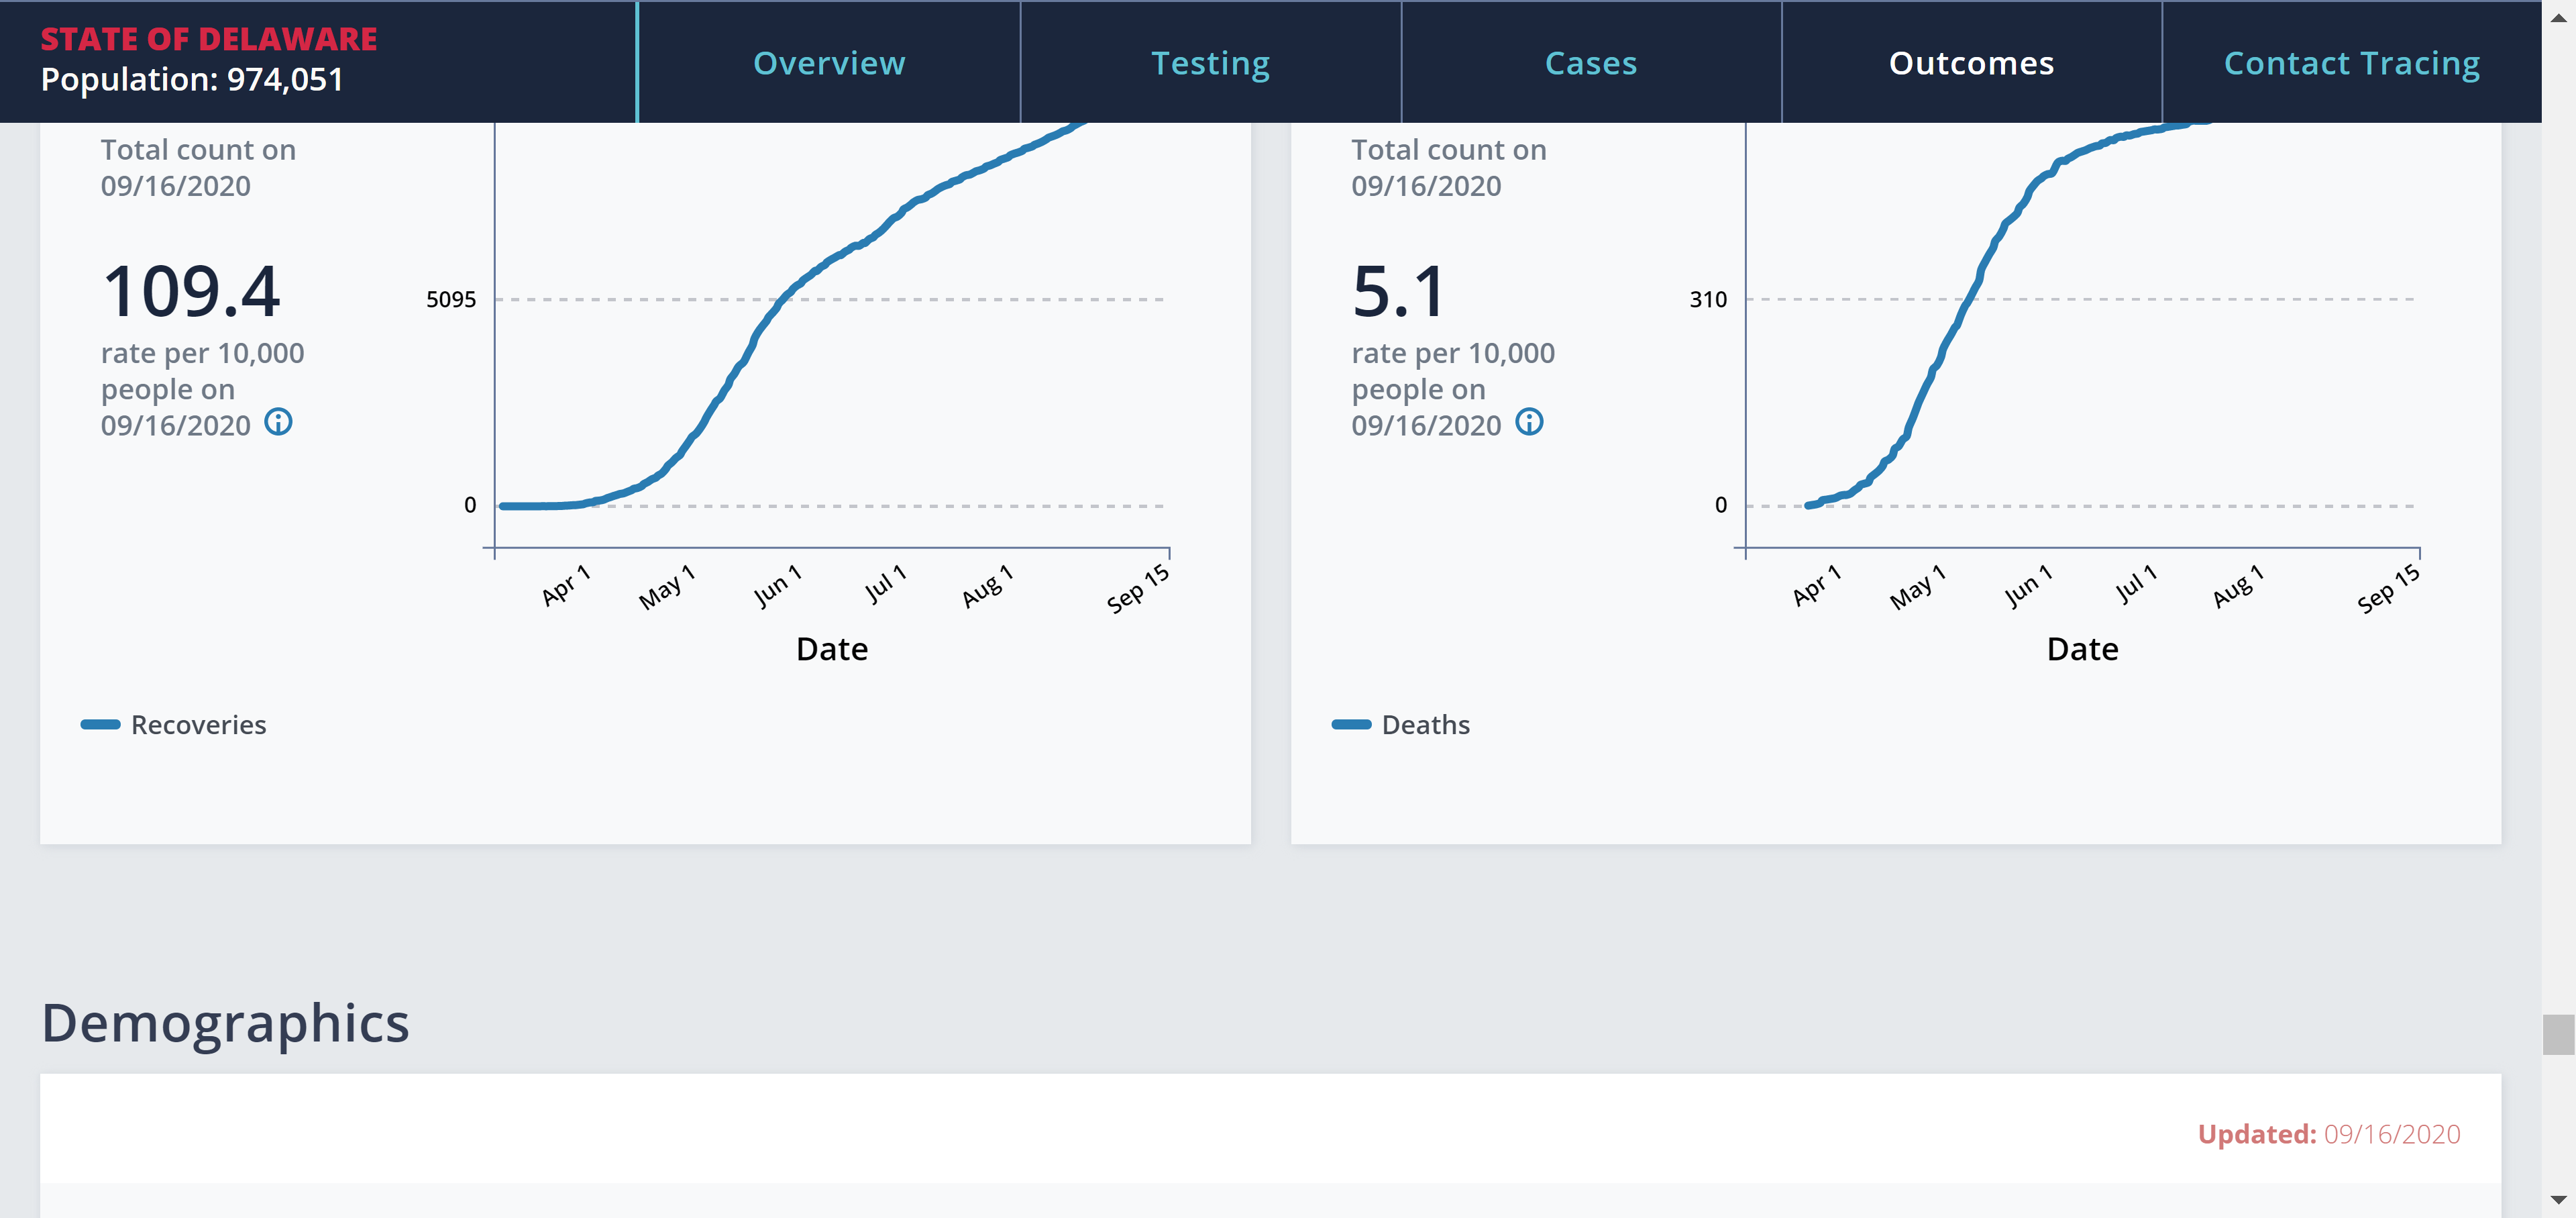 STATE OF DELAWARE
Population: 974,051
Overview
Testing
Cases
Outcomes
Contact Tracing
Total count on
09/16/2020
109.4
rate per 10,000
people on
09/16/2020
5095
0
Apr 1
May 1
Jun 1
Jul 1
Aug 1
Sep 15
Date
Recoveries
Total count on
09/16/2020
5.1
rate per 10,000
people on
09/16/2020
310
0
Apr 1
May 1
Jun 1
Jul 1
Aug 1
Sep 15
Date
Deaths
Demographics
Updated: 09/16/2020